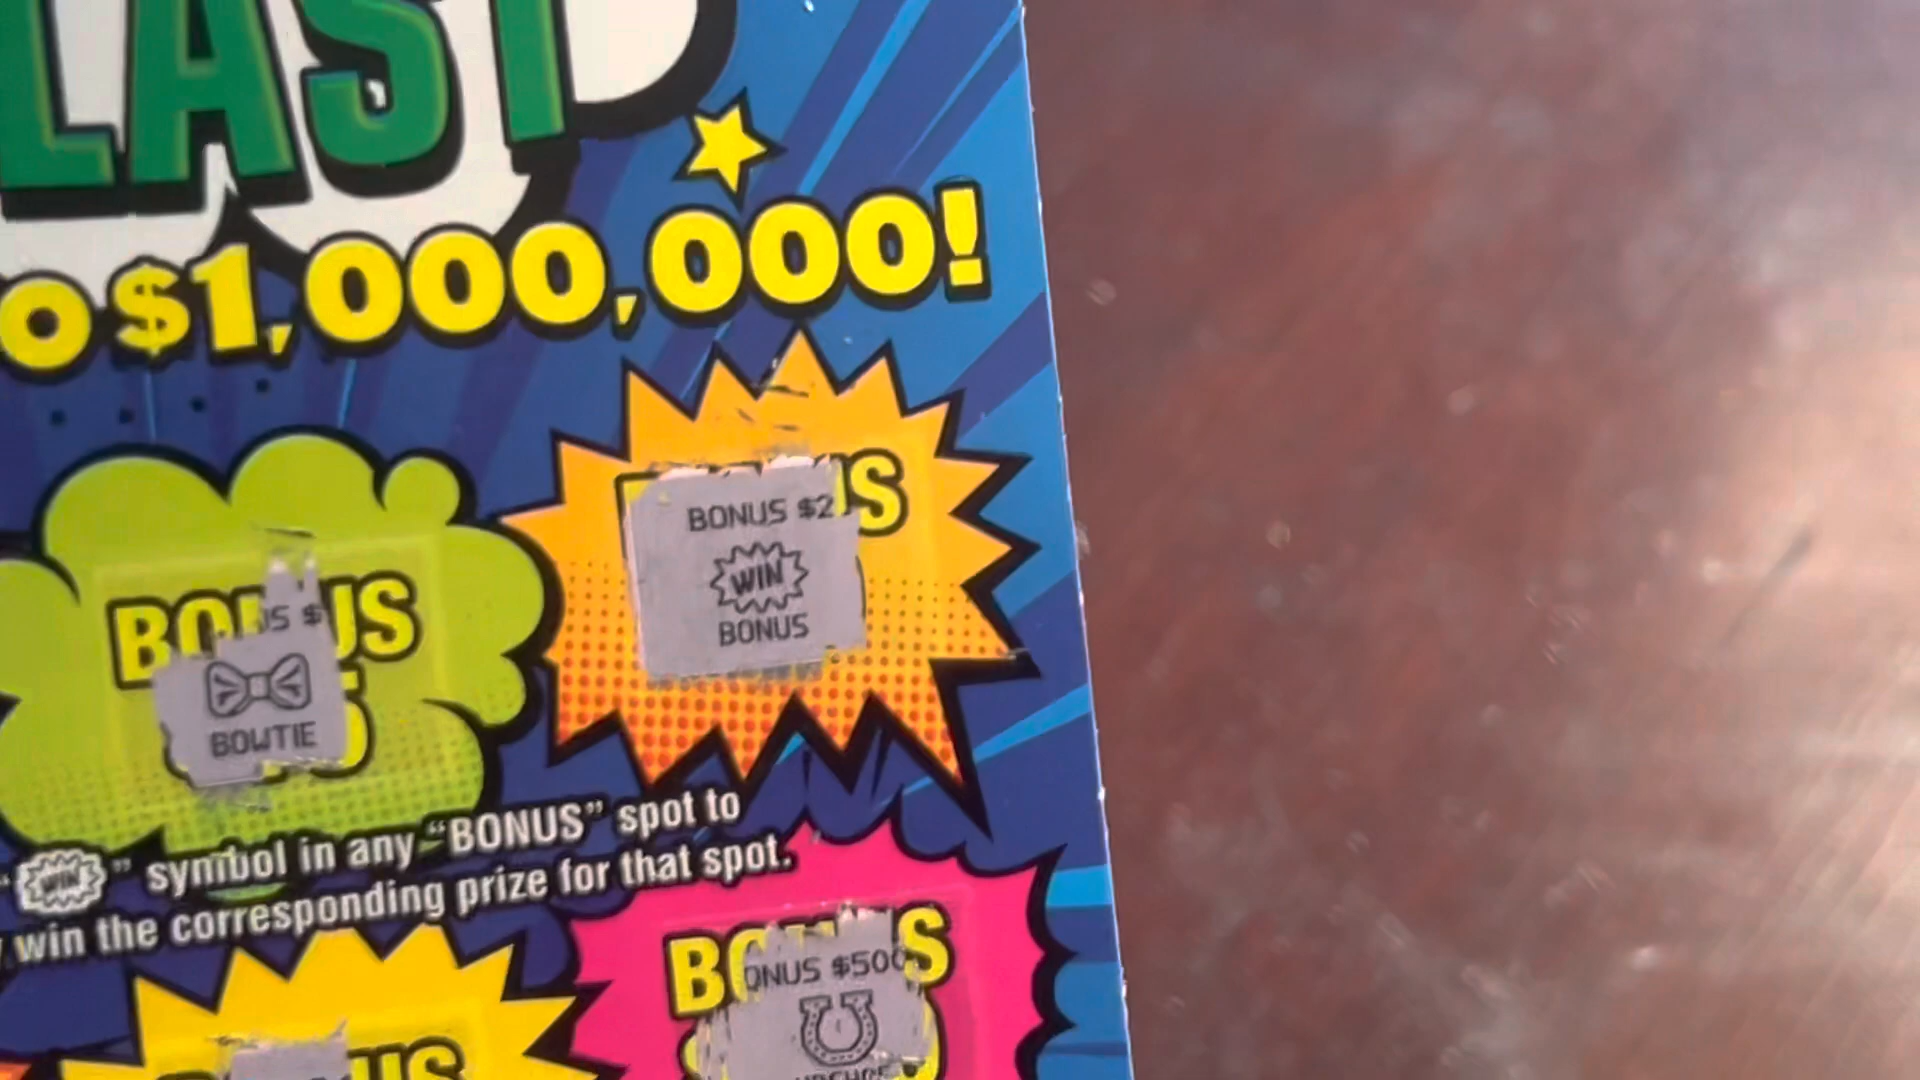 LAST
O $1,000,000!
BONUS $2
WIN
BONUS
BOWTIE
" WIN " symbol in any "BONUS" spot to
win the corresponding prize for that spot.
BONUS $500